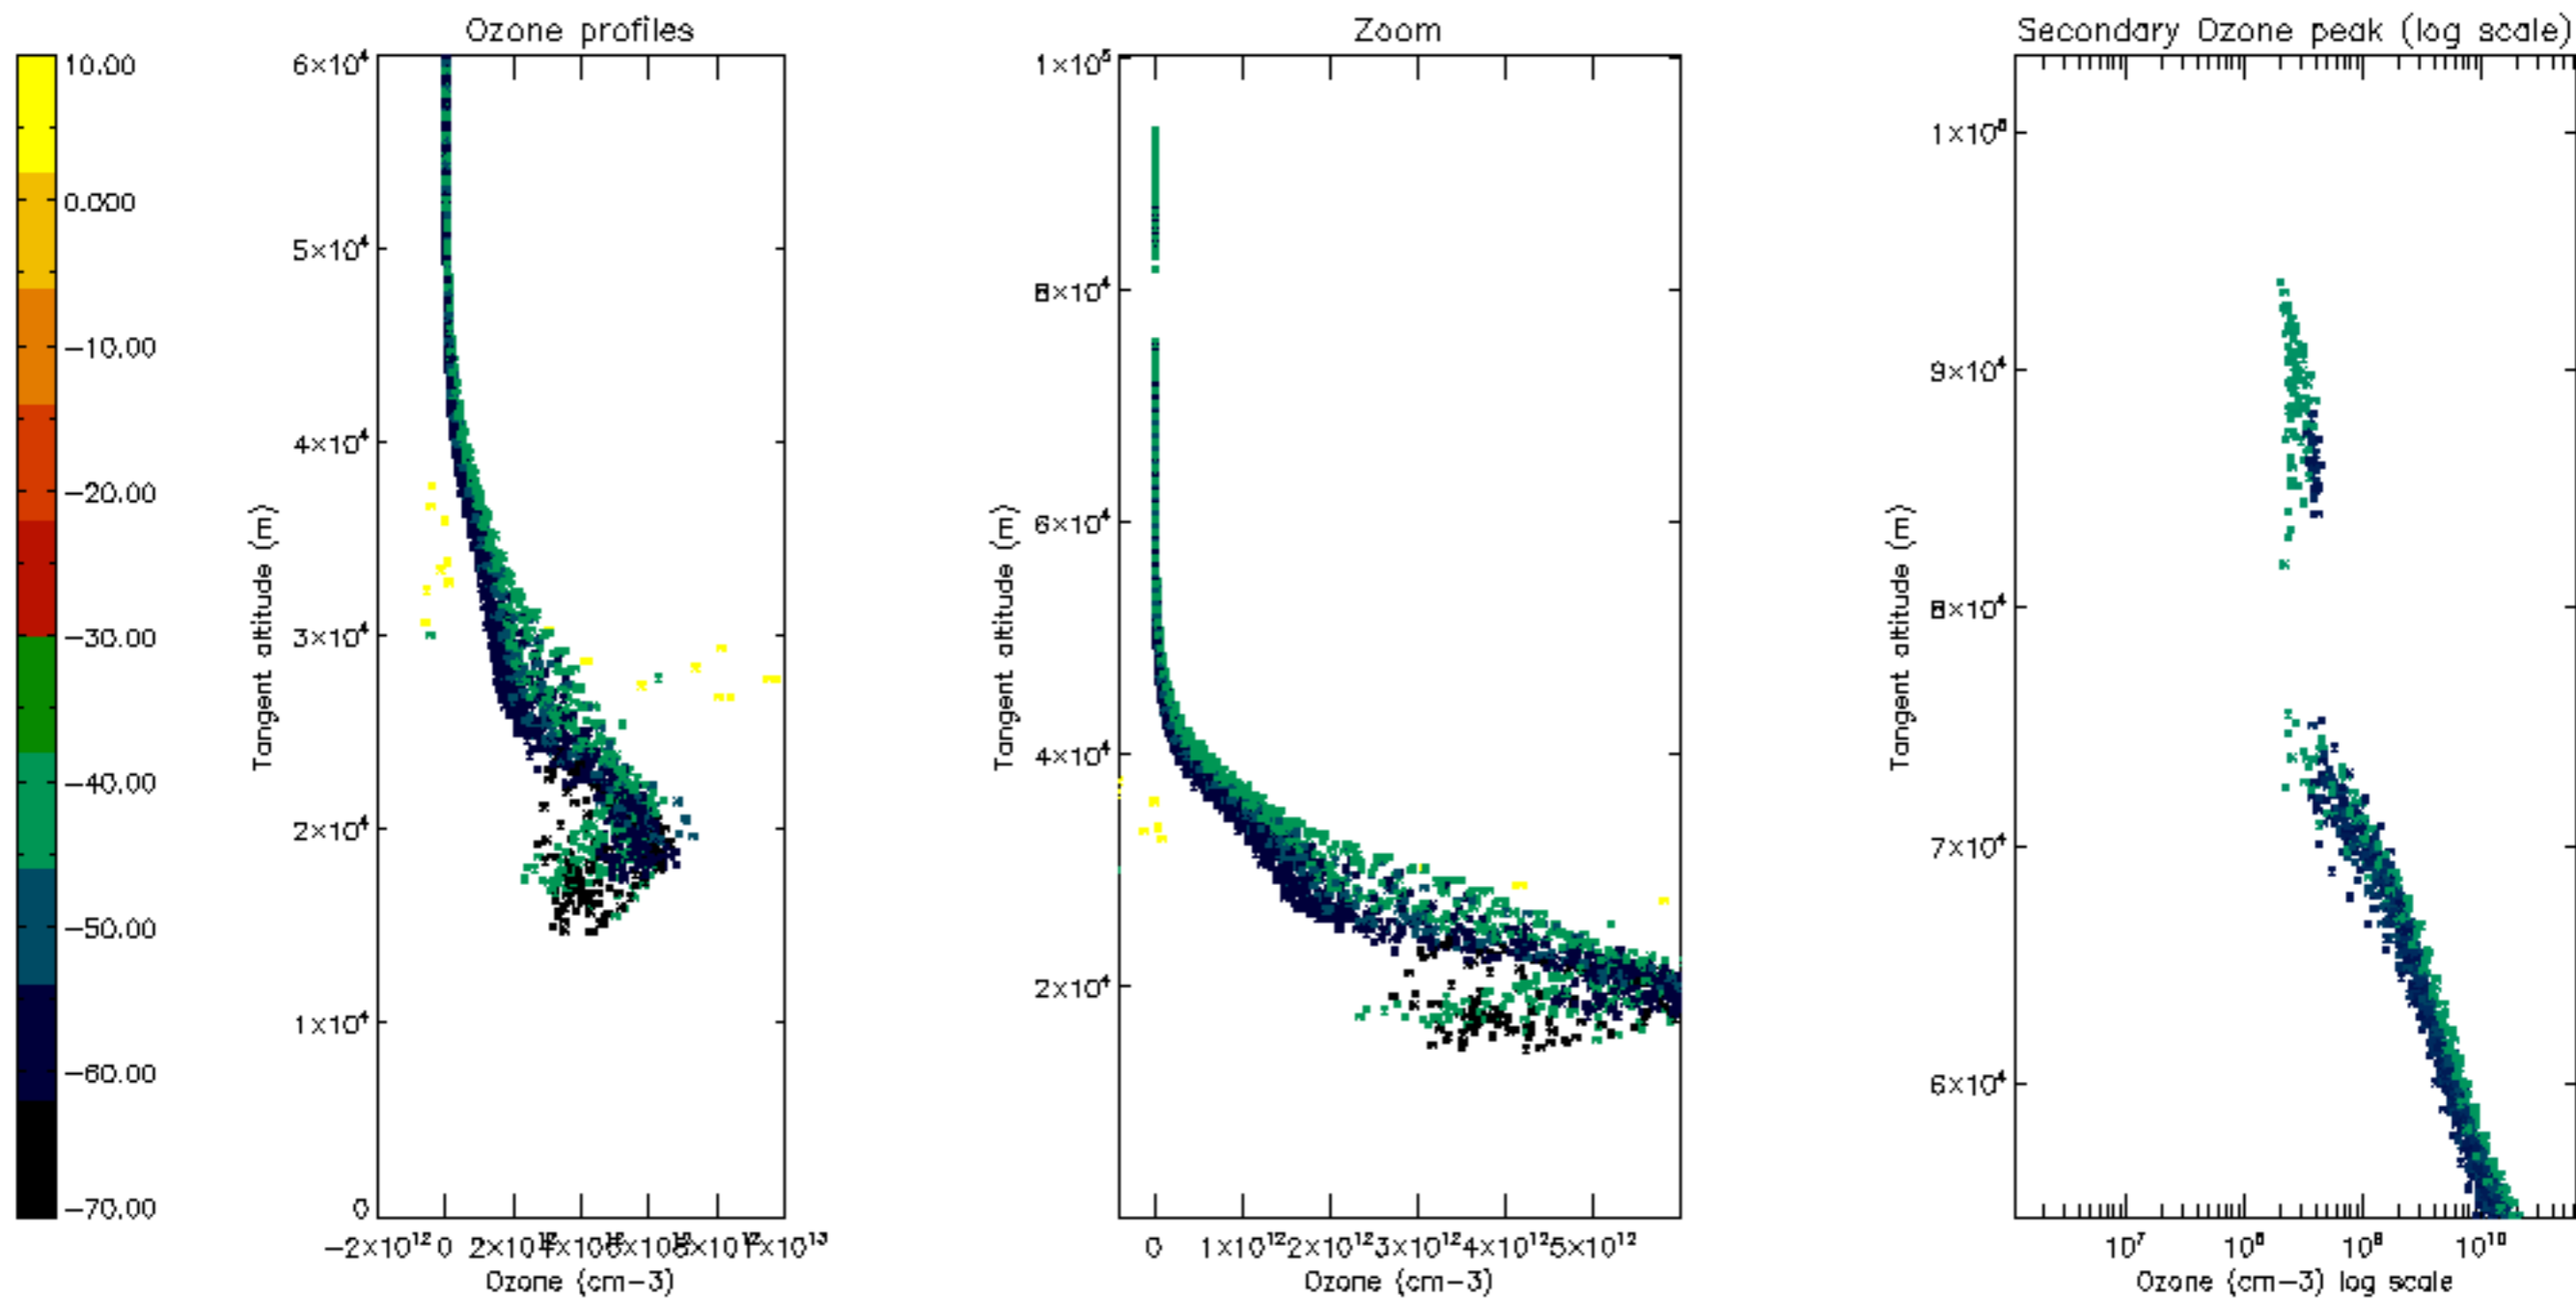 Ozone profiles
Zoom
Secondary Ozone peak (log scale)
10.00
0.000
−10.00
−20.00
−30.00
−40.00
−50.00
−60.00
−70.00
6×10⁴
5×10⁴
4×10⁴
3×10⁴
2×10⁴
1×10⁴
0
Tangent altitude (m)
−2×10¹² 0
Ozone (cm−3)
1×10⁵
8×10⁴
6×10⁴
4×10⁴
2×10⁴
Tangent altitude (m)
0 1×10¹² 2×10¹² 3×10¹² 4×10¹² 5×10¹²
Ozone (cm−3)
9×10⁴
8×10⁴
7×10⁴
6×10⁴
Tangent altitude (m)
10⁷ 10⁸ 10⁹ 10¹⁰
Ozone (cm−3) log scale